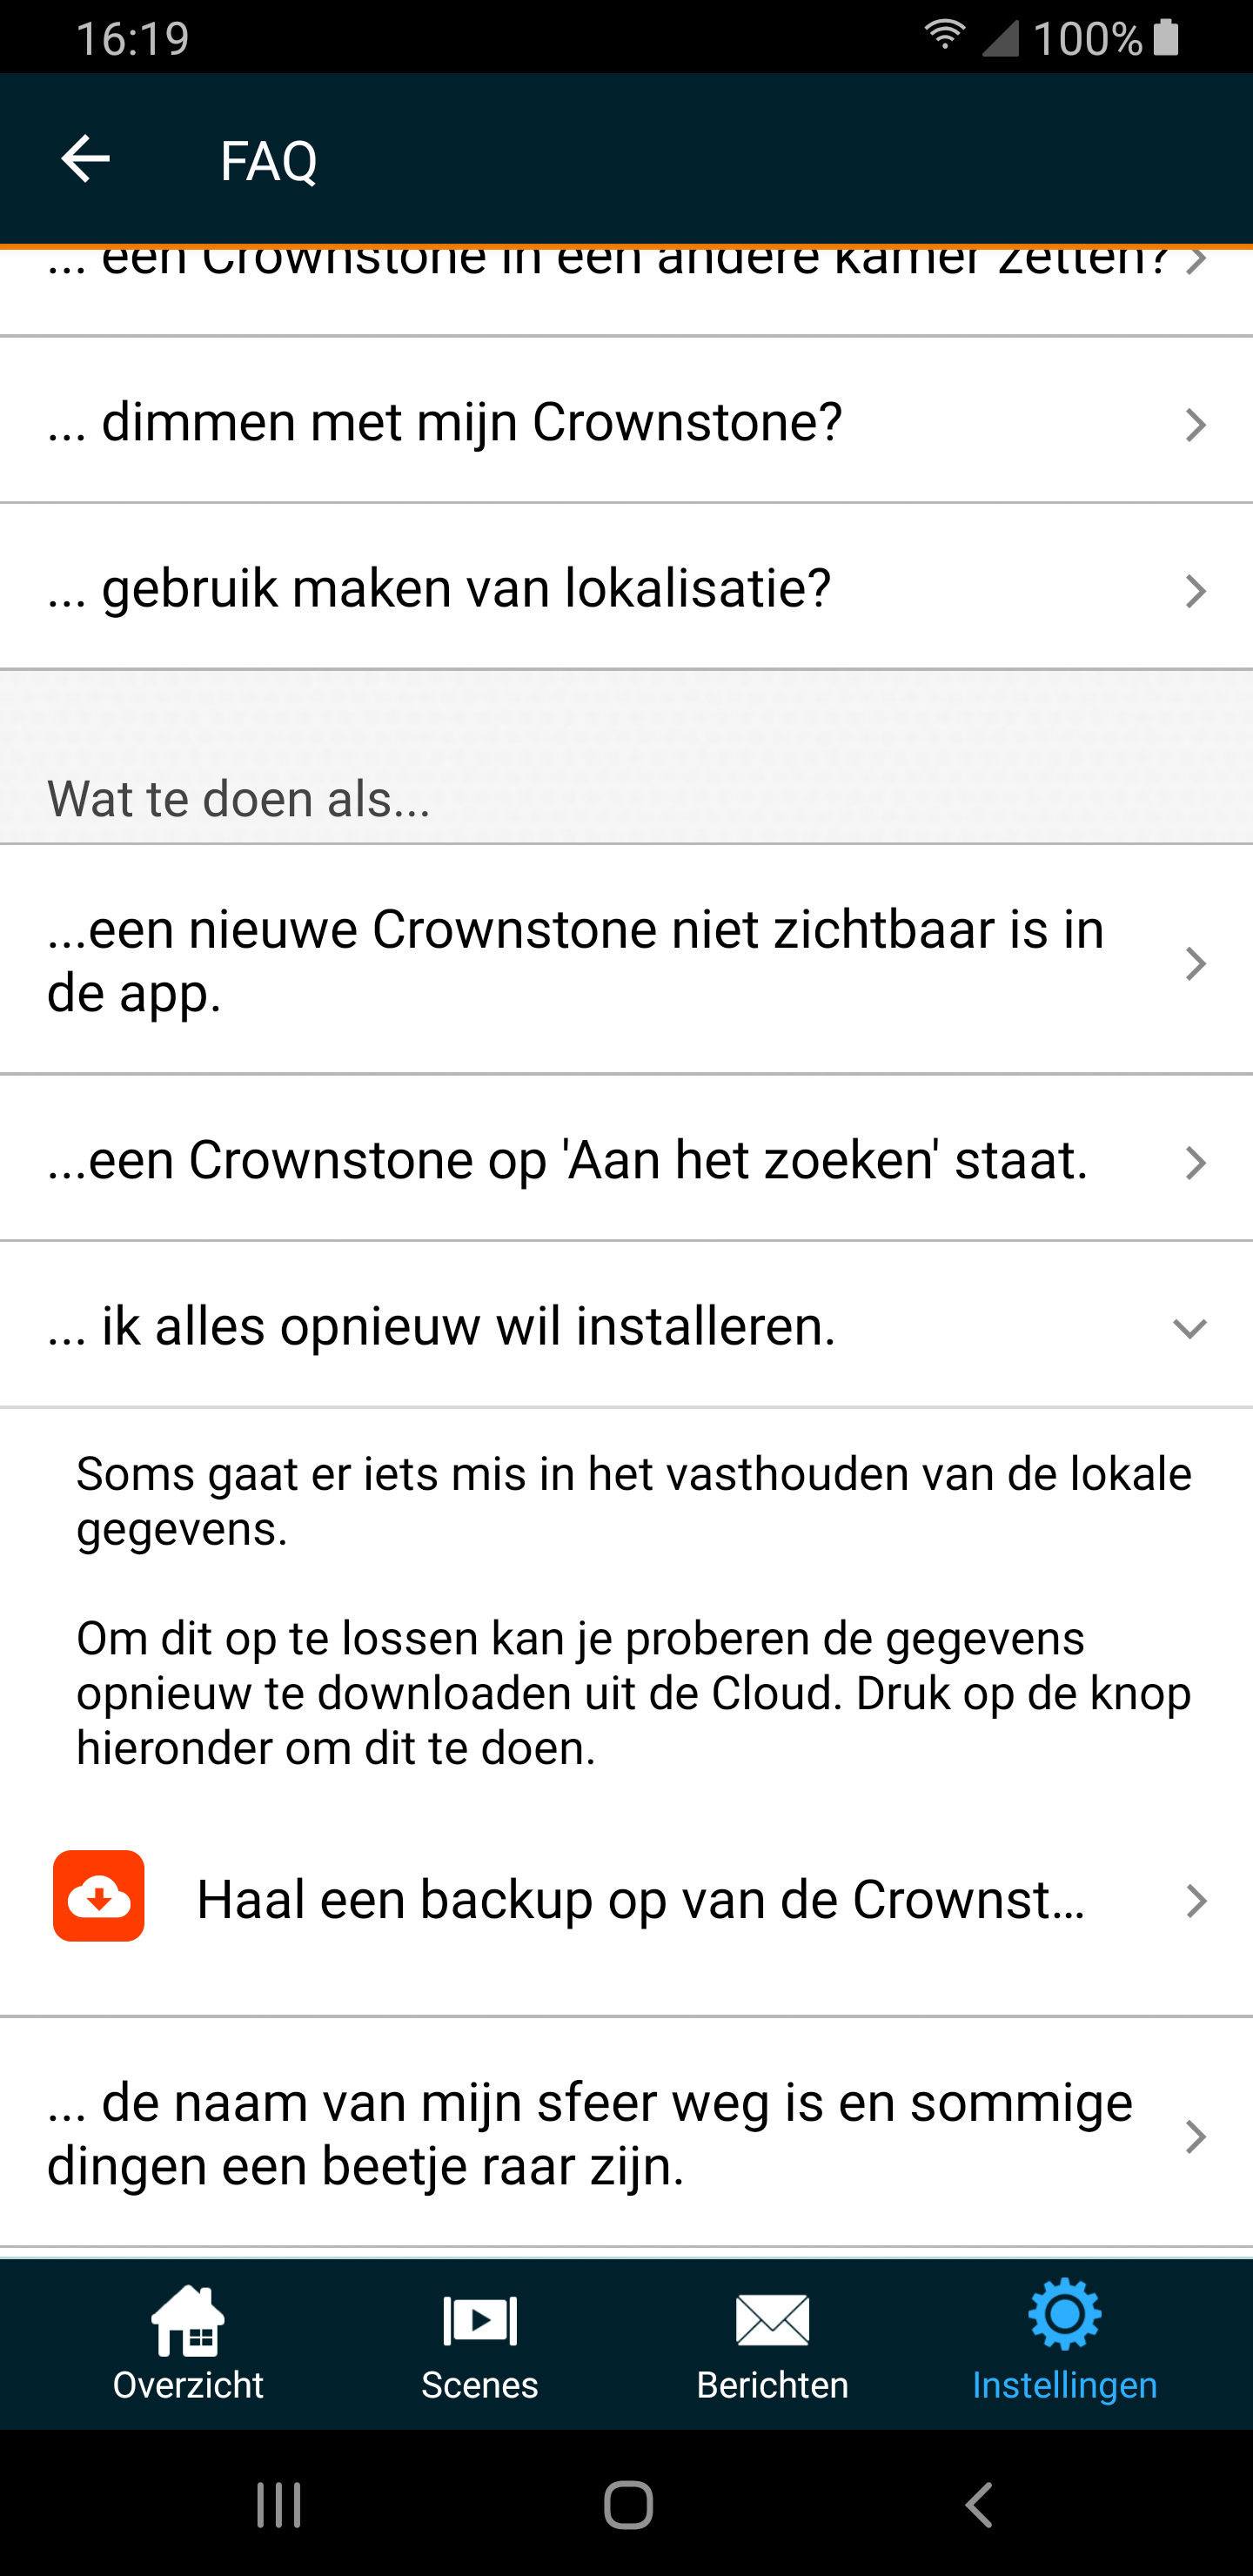 16:19
100%
FAQ
... een Crownstone in een andere kamer zetten?
... dimmen met mijn Crownstone?
... gebruik maken van lokalisatie?
Wat te doen als...
...een nieuwe Crownstone niet zichtbaar is in
de app.
...een Crownstone op 'Aan het zoeken' staat.
... ik alles opnieuw wil installeren.
Soms gaat er iets mis in het vasthouden van de lokale
gegevens.
Om dit op te lossen kan je proberen de gegevens
opnieuw te downloaden uit de Cloud. Druk op de knop
hieronder om dit te doen.
Haal een backup op van de Crownst...
... de naam van mijn sfeer weg is en sommige
dingen een beetje raar zijn.
Overzicht
Scenes
Berichten
Instellingen